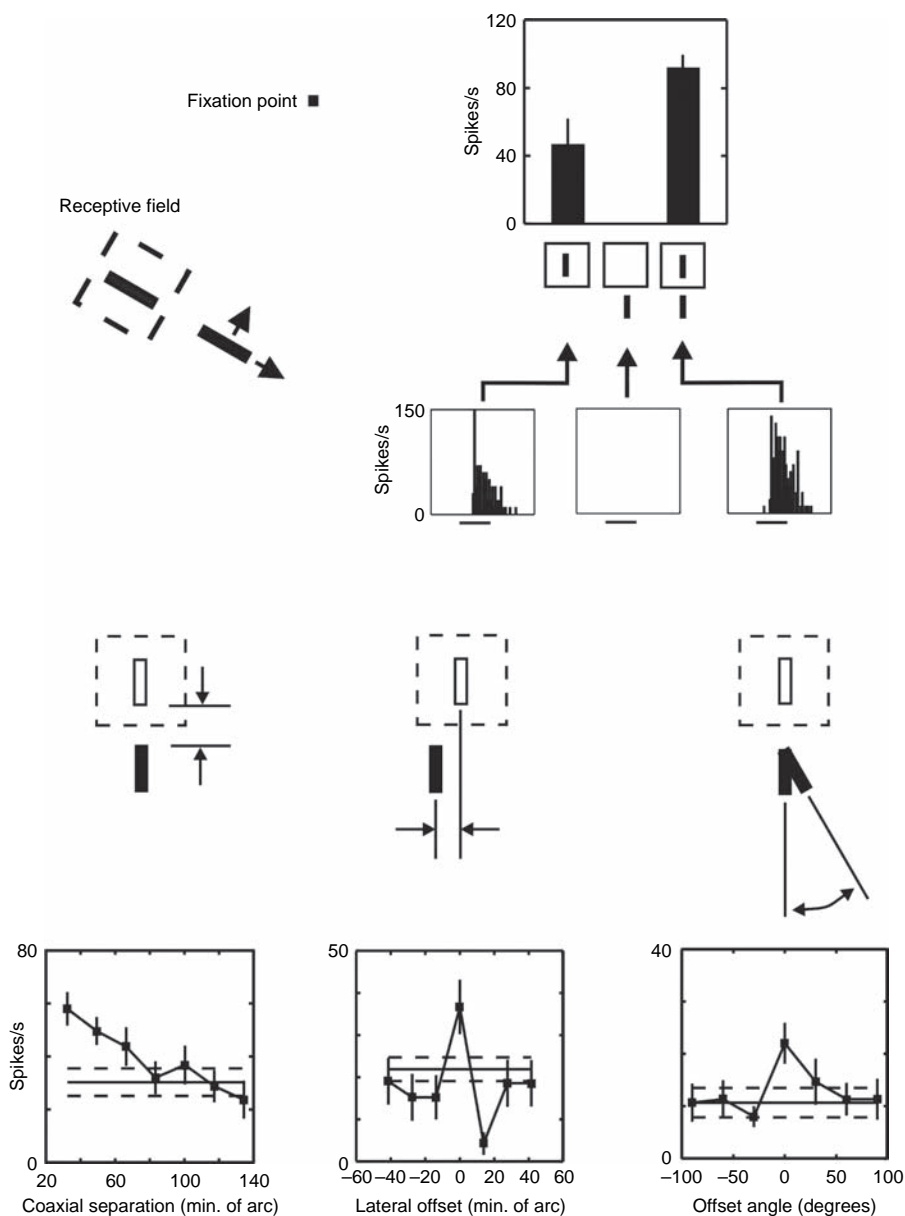 120
80
40
0
Spikes/s
Fixation point
Receptive field
150
0
Spikes/s
80
0
Spikes/s
20 60 100 140
Coaxial separation (min. of arc)
50
0
−60 −40 −20 0 20 40 60
Lateral offset (min. of arc)
40
0
−100 −50 0 50 100
Offset angle (degrees)